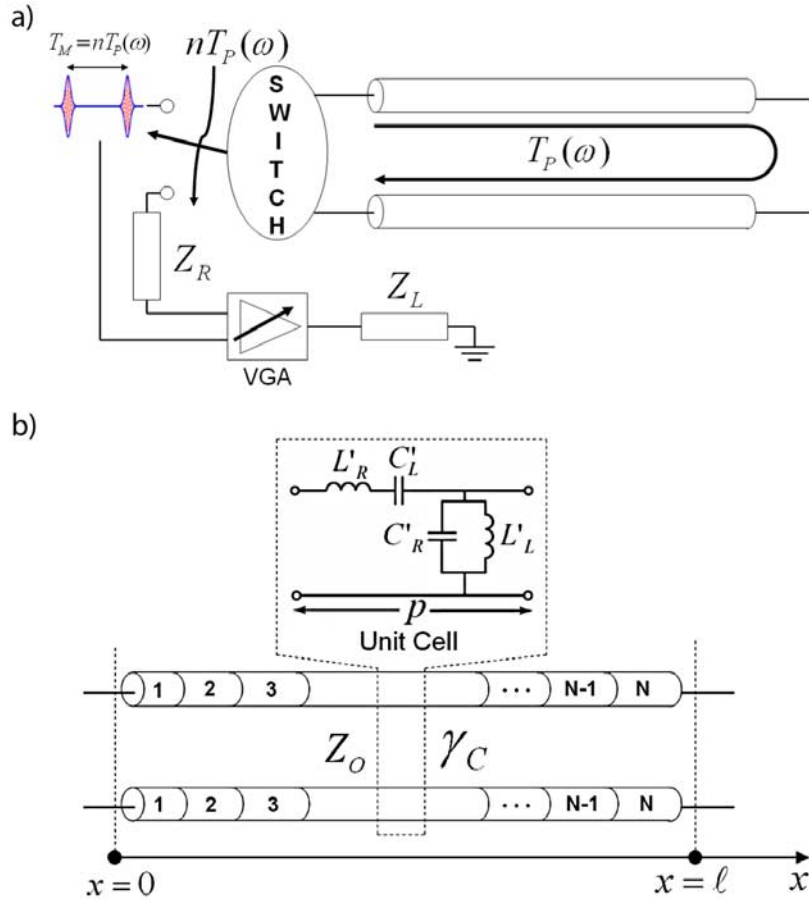 a)
T_M = nT_P(ω)
nT_P(ω)
SWITCH
T_P(ω)
Z_R
Z_L
VGA
b)
L'_R C'_L
C'_R L'_L
p
Unit Cell
1 2 3 ... N-1 N
Z_O γ_C
1 2 3 ... N-1 N
x = 0 x = ℓ x